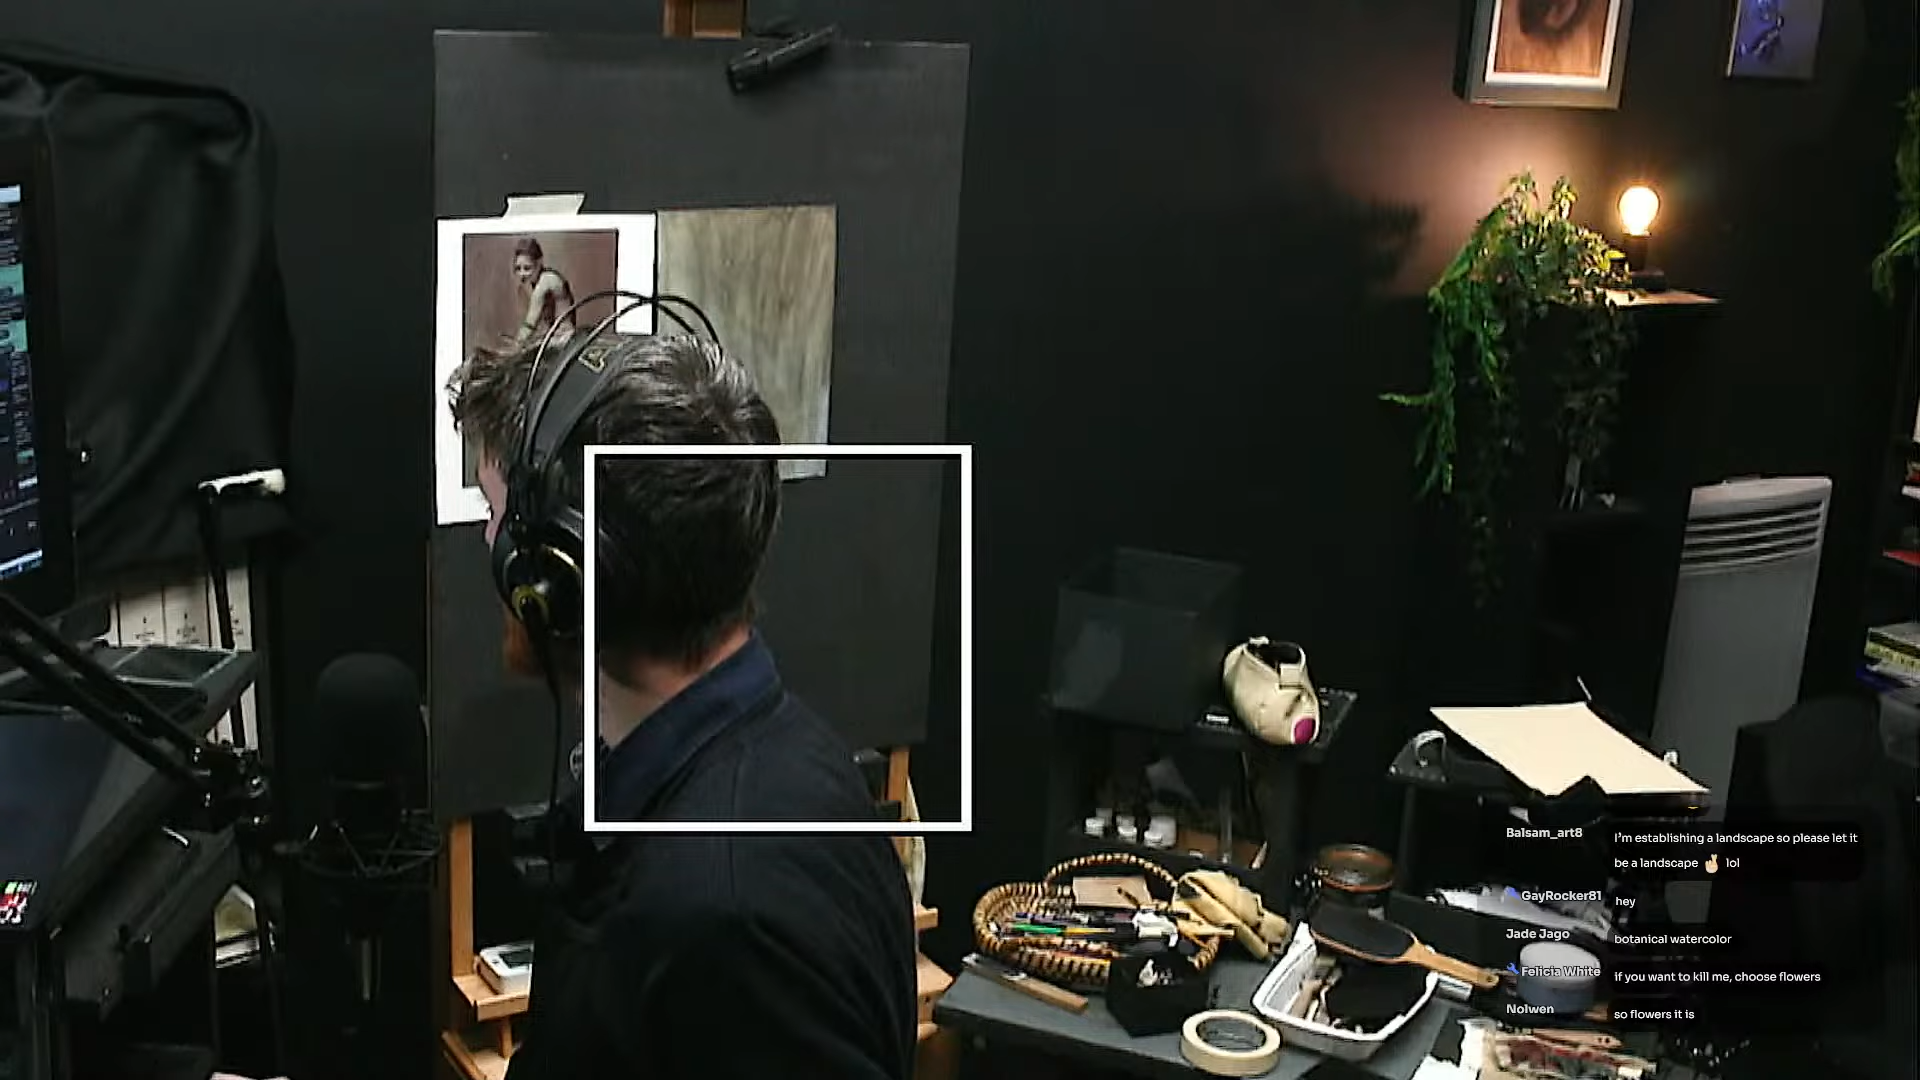 Balsam_art8
I'm establishing a landscape so please let it
be a landscape 🤞 lol
GayRocker81
hey
Jade Jago
botanical watercolor
Felicia White
if you want to kill me, choose flowers
Nolwen
so flowers it is